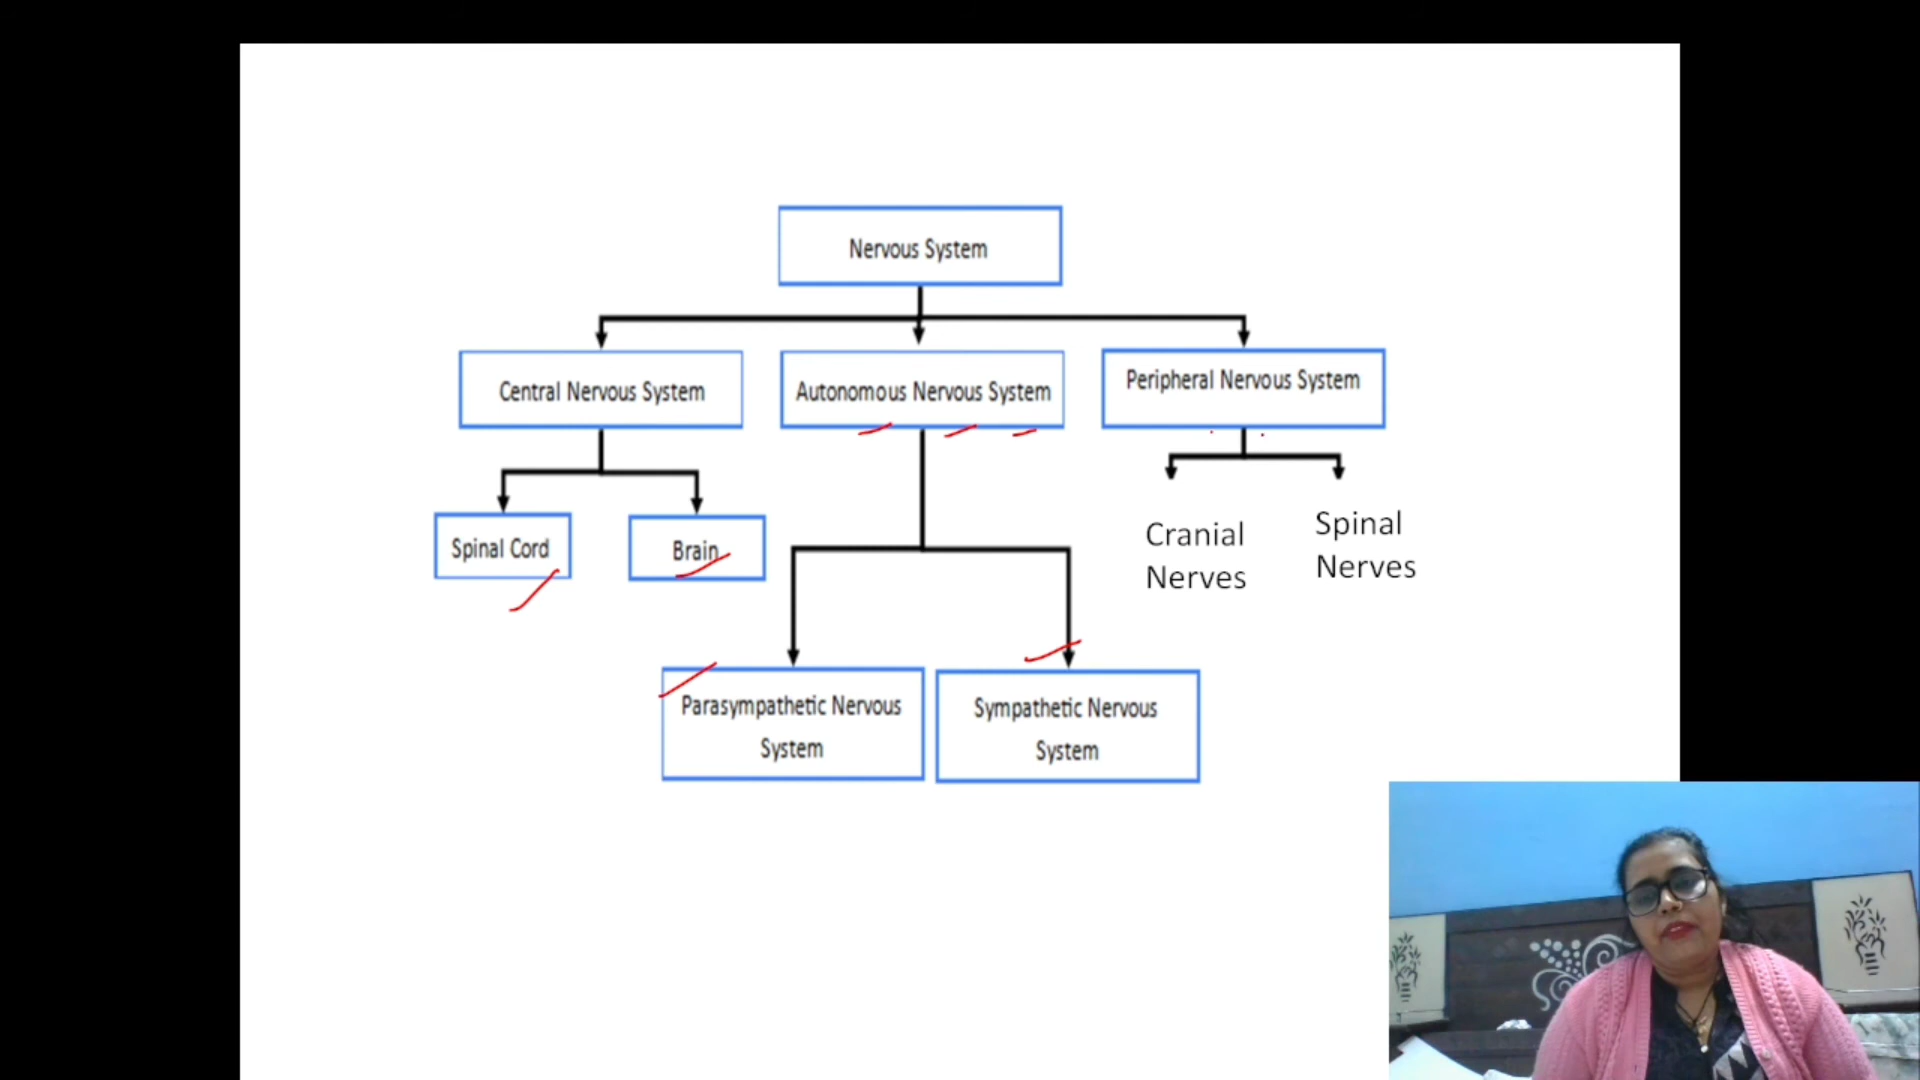 Nervous System
Central Nervous System
Autonomous Nervous System
Peripheral Nervous System
Spinal Cord
Brain
Cranial
Nerves
Spinal
Nerves
Parasympathetic Nervous
System
Sympathetic Nervous
System